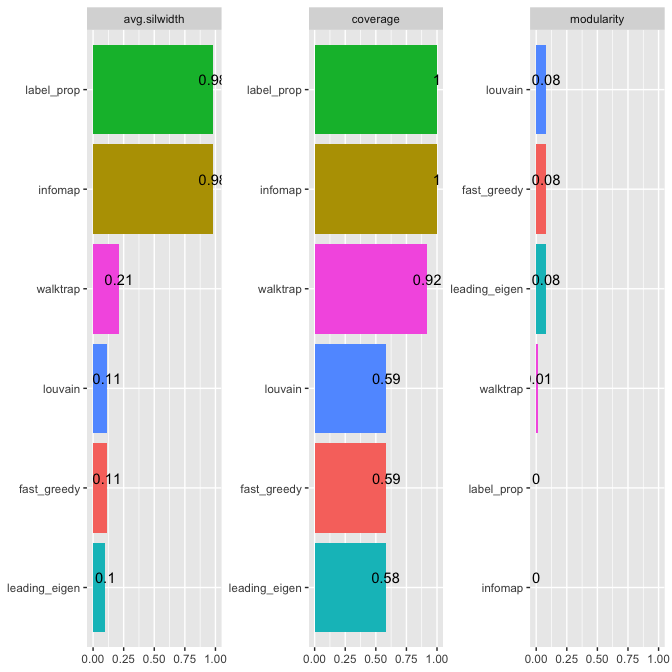 avg.silwidth
label_prop 0.98
infomap 0.98
walktrap 0.21
louvain 0.11
fast_greedy 0.11
leading_eigen 0.1
0.00 0.25 0.50 0.75 1.00
coverage
label_prop 1
infomap 1
walktrap 0.92
louvain 0.59
fast_greedy 0.59
leading_eigen 0.58
0.00 0.25 0.50 0.75 1.00
modularity
louvain 0.08
fast_greedy 0.08
leading_eigen 0.08
walktrap 0.01
label_prop 0
infomap 0
0.00 0.25 0.50 0.75 1.00